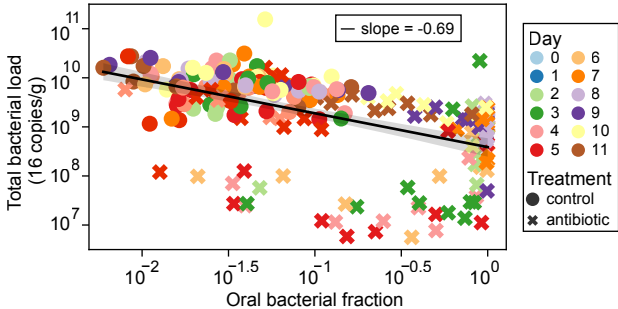 — slope = -0.69
Total bacterial load
(16 copies/g)
10^11
10^10
10^9
10^8
10^7
10^-2
10^-1.5
10^-1
10^-0.5
10^0
Oral bacterial fraction
Day
0 6
1 7
2 8
3 9
4 10
5 11
Treatment
control
antibiotic